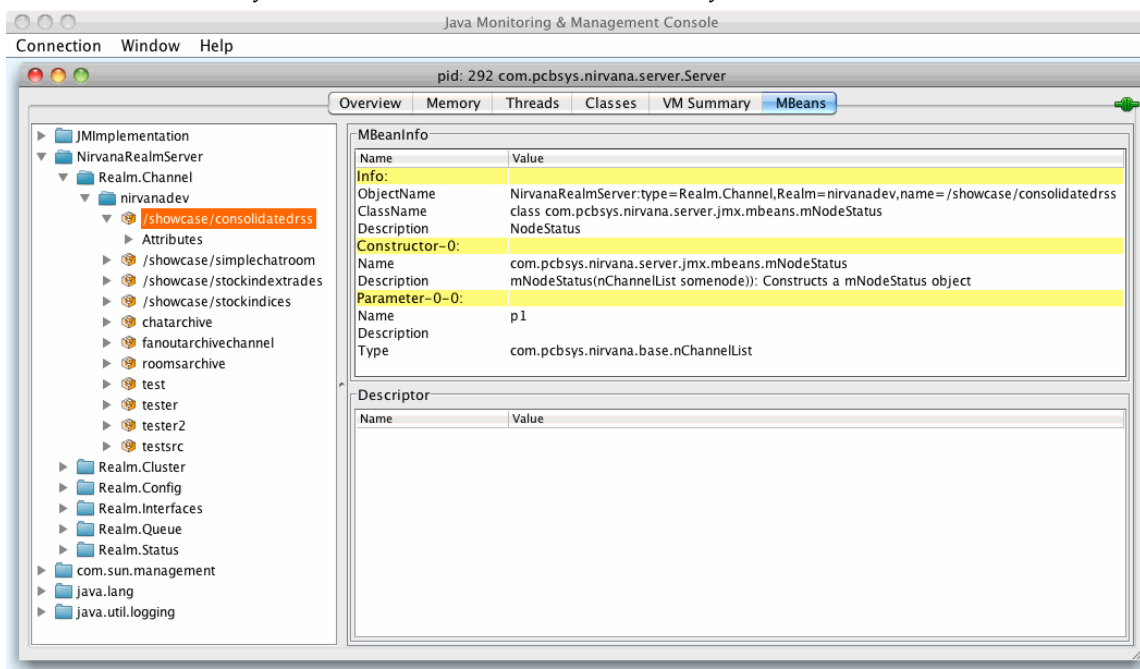 Java Monitoring & Management Console
Connection Window Help
pid: 292 com.pcbsys.nirvana.server.Server
Overview Memory Threads Classes VM Summary MBeans
JMImplementation
NirvanaRealmServer
Realm.Channel
nirvanadev
/showcase/consolidatedrss
Attributes
/showcase/simplechatroom
/showcase/stockindextrades
/showcase/stockindices
chatarchive
fanoutarchivechannel
roomsarchive
test
tester
tester2
testsrc
Realm.Cluster
Realm.Config
Realm.Interfaces
Realm.Queue
Realm.Status
com.sun.management
java.lang
java.util.logging
MBeanInfo
Name Value
Info:
ObjectName NirvanaRealmServer:type=Realm.Channel,Realm=nirvanadev,name=/showcase/consolidatedrss
ClassName class com.pcbsys.nirvana.server.jmx.mbeans.mNodeStatus
Description NodeStatus
Constructor-0:
Name com.pcbsys.nirvana.server.jmx.mbeans.mNodeStatus
Description mNodeStatus(nChannelList somenode)): Constructs a mNodeStatus object
Parameter-0-0:
Name p1
Description
Type com.pcbsys.nirvana.base.nChannelList
Descriptor
Name Value